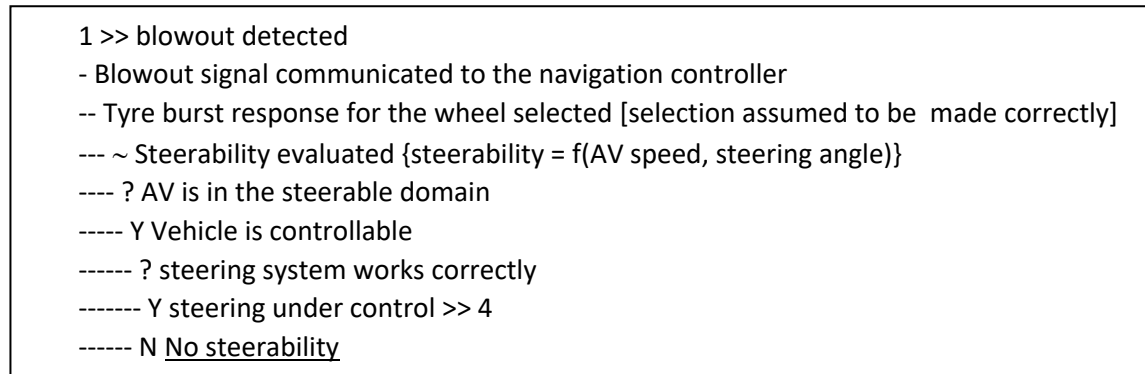 1 >> blowout detected
- Blowout signal communicated to the navigation controller
-- Tyre burst response for the wheel selected [selection assumed to be  made correctly]
--- ~ Steerability evaluated {steerability = f(AV speed, steering angle)}
---- ? AV is in the steerable domain
----- Y Vehicle is controllable
------ ? steering system works correctly
------- Y steering under control >> 4
------ N No steerability